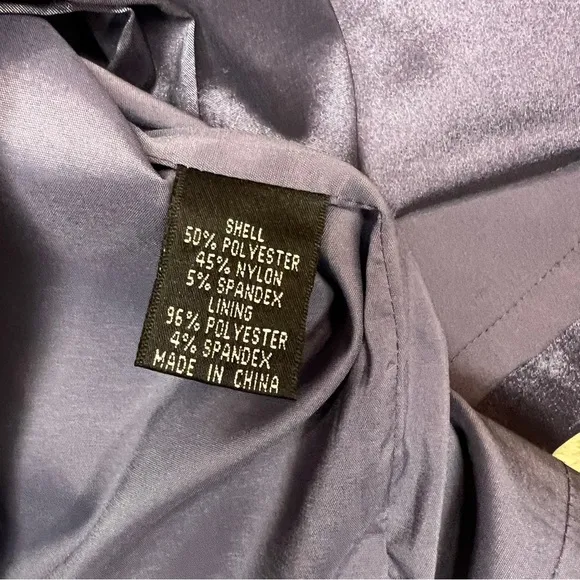 SHELL
50% POLYESTER
45% NYLON
5% SPANDEX
LINING
96% POLYESTER
4% SPANDEX
MADE IN CHINA